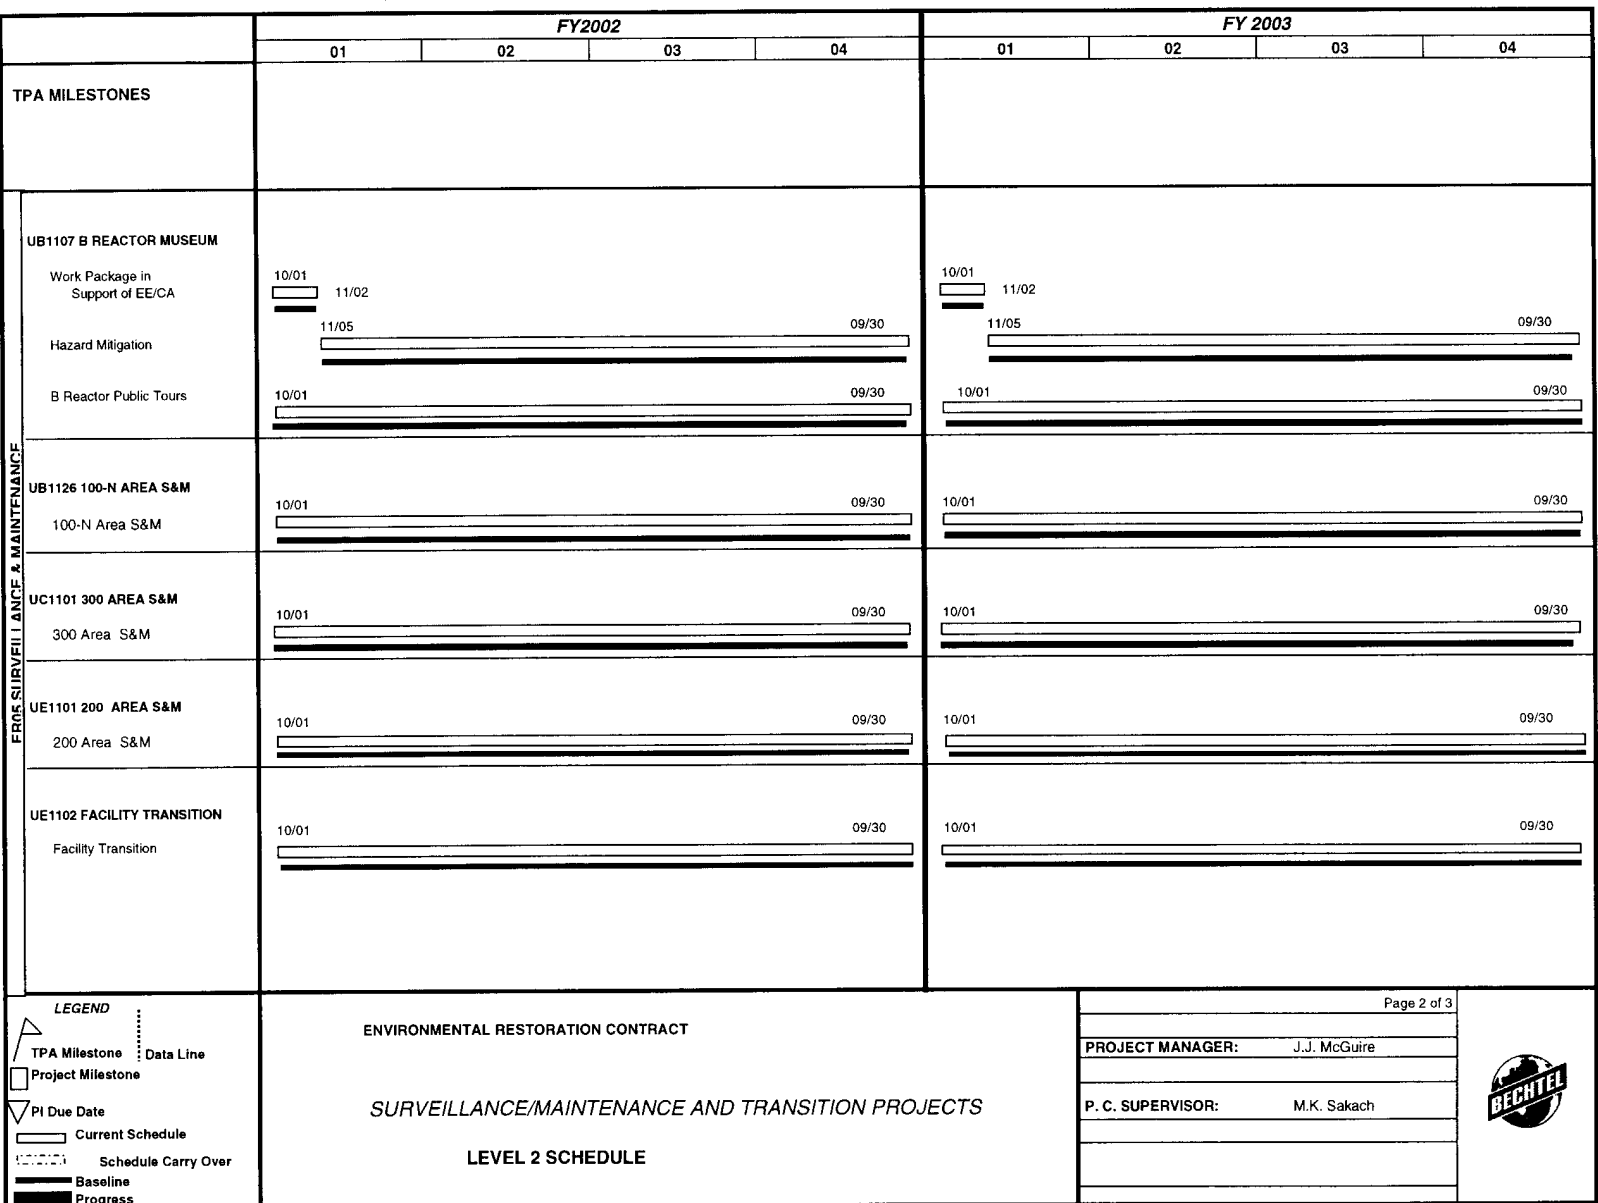 FY2002
FY 2003
01 02 03 04 01 02 03 04
TPA MILESTONES
ER05 SURVEILLANCE & MAINTENANCE
UB1107 B REACTOR MUSEUM
Work Package in
Support of EE/CA
10/01 11/02 10/01 11/02
Hazard Mitigation
11/05 09/30 11/05 09/30
B Reactor Public Tours
10/01 09/30 10/01 09/30
UB1126 100-N AREA S&M
100-N Area S&M
10/01 09/30 10/01 09/30
UC1101 300 AREA S&M
300 Area S&M
10/01 09/30 10/01 09/30
UE1101 200 AREA S&M
200 Area S&M
10/01 09/30 10/01 09/30
UE1102 FACILITY TRANSITION
Facility Transition
10/01 09/30 10/01 09/30
LEGEND
TPA Milestone Data Line
Project Milestone
PI Due Date
Current Schedule
Schedule Carry Over
Baseline
Progress
ENVIRONMENTAL RESTORATION CONTRACT
SURVEILLANCE/MAINTENANCE AND TRANSITION PROJECTS
LEVEL 2 SCHEDULE
Page 2 of 3
PROJECT MANAGER: J.J. McGuire
P. C. SUPERVISOR: M.K. Sakach
BECHTEL